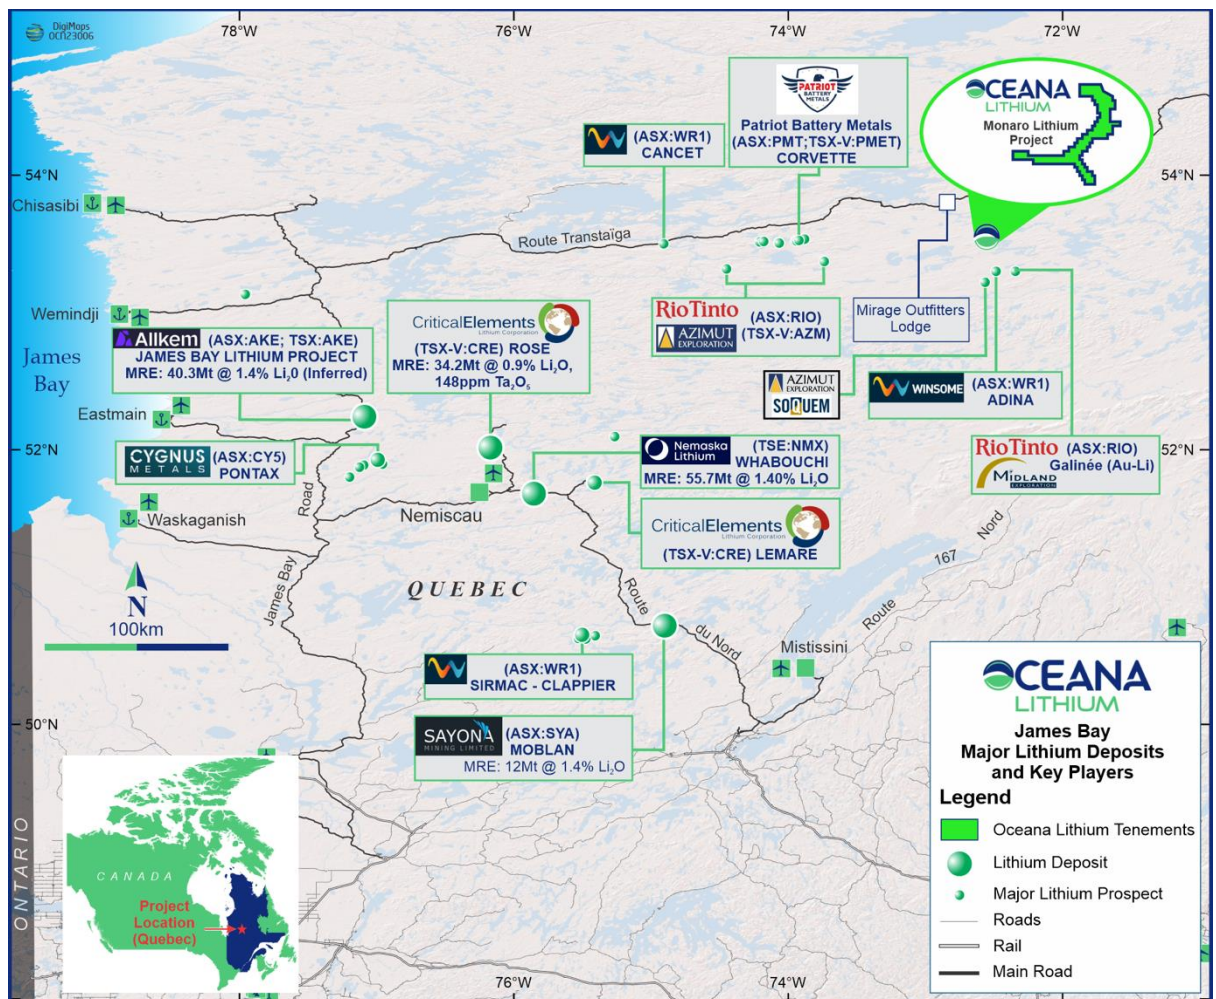 DigiMaps
OCN23006
78°W
76°W
74°W
72°W
OCEANA
LITHIUM
Monaro Lithium
Project
PATRIOT
BATTERY
METALS
Patriot Battery Metals
(ASX:PMT;TSX-V:PMET)
CORVETTE
(ASX:WR1)
CANCET
54°N
54°N
Chisasibi
Route Transtaïga
Wemindji
Mirage Outfitters
Lodge
RioTinto
(ASX:RIO)
AZIMUT
EXPLORATION
(TSX-V:AZM)
CriticalElements
Lithium Corporation
(TSX-V:CRE) ROSE
MRE: 34.2Mt @ 0.9% Li₂O,
148ppm Ta₂O₅
Allkem (ASX:AKE; TSX:AKE)
JAMES BAY LITHIUM PROJECT
MRE: 40.3Mt @ 1.4% Li₂0 (Inferred)
James
Bay
AZIMUT
EXPLORATION
SOQUEM
WINSOME
(ASX:WR1)
ADINA
Eastmain
CYGNUS
METALS
(ASX:CY5)
PONTAX
Nemaska
Lithium
(TSE:NMX)
WHABOUCHI
MRE: 55.7Mt @ 1.40% Li₂O
RioTinto
(ASX:RIO)
Galinée (Au-Li)
MIDLAND
EXPLORATION
52°N
52°N
Road
Waskaganish
Nemiscau
CriticalElements
Lithium Corporation
(TSX-V:CRE) LEMARE
Nord
167
Route
James Bay
QUEBEC
Route
du Nord
N
100km
Mistissini
(ASX:WR1)
SIRMAC - CLAPPIER
SAYONA
MINING LIMITED
(ASX:SYA)
MOBLAN
MRE: 12Mt @ 1.4% Li₂O
50°N
50°N
OCEANA
LITHIUM
James Bay
Major Lithium Deposits
and Key Players
Legend
Oceana Lithium Tenements
Lithium Deposit
Major Lithium Prospect
Roads
Rail
Main Road
ONTARIO
CANADA
Project
Location
(Quebec)
76°W
74°W